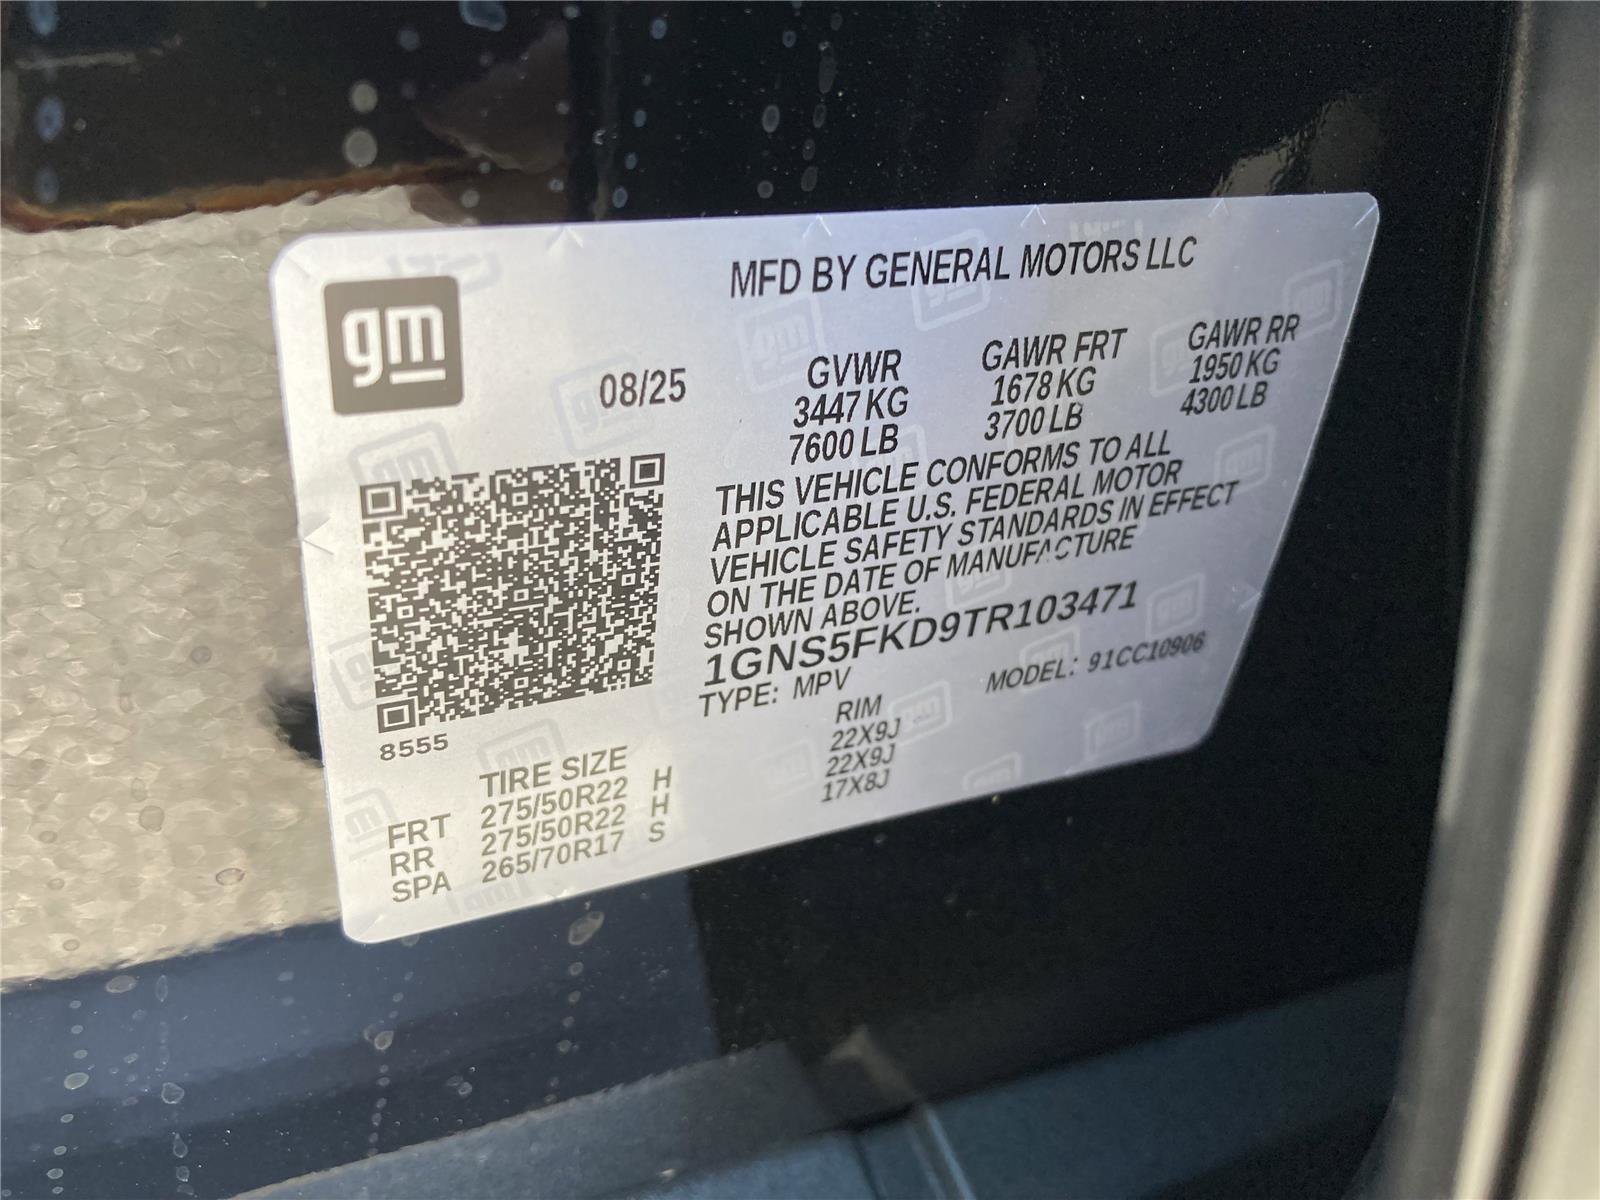 gm
MFD BY GENERAL MOTORS LLC
08/25
GVWR GAWR FRT GAWR RR
3447 KG 1678 KG 1950 KG
7600 LB 3700 LB 4300 LB
THIS VEHICLE CONFORMS TO ALL
APPLICABLE U.S. FEDERAL MOTOR
VEHICLE SAFETY STANDARDS IN EFFECT
ON THE DATE OF MANUFACTURE
SHOWN ABOVE.
1GNS5FKD9TR103471
TYPE: MPV MODEL: 91CC10906
8555
TIRE SIZE RIM
FRT 275/50R22 H 22X9J
RR 275/50R22 H 22X9J
SPA 265/70R17 S 17X8J